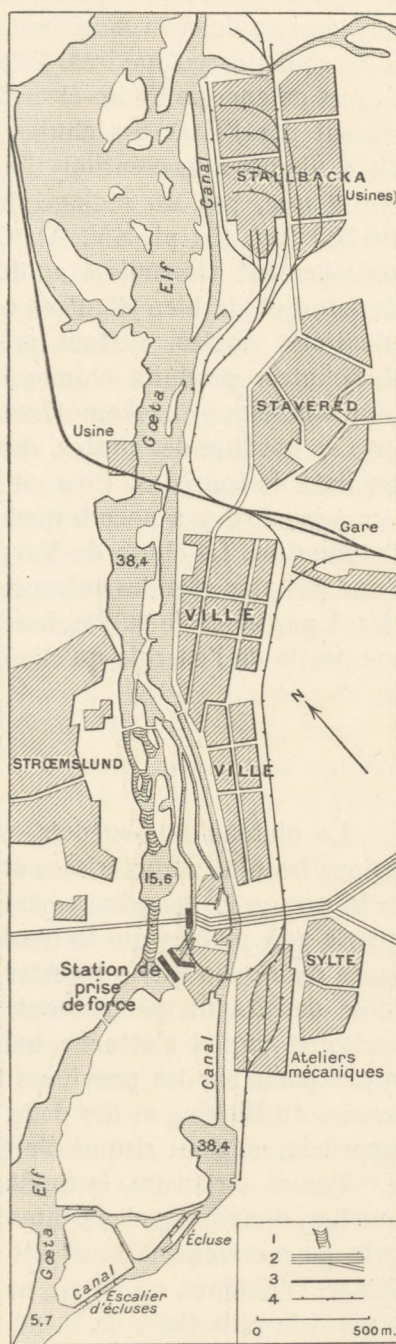 Canal
STALLBACKA
(Usines)
Elf
Gœta
STAVERED
Usine
Gare
38,4
VILLE
N
STRŒMSLUND
VILLE
15,6
Station de
prise
de force
SYLTE
Ateliers
mécaniques
Canal
38,4
Elf
Gœta
Écluse
Canal
Escalier
d'écluses
5,7
1
2
3
4
0 500 m.